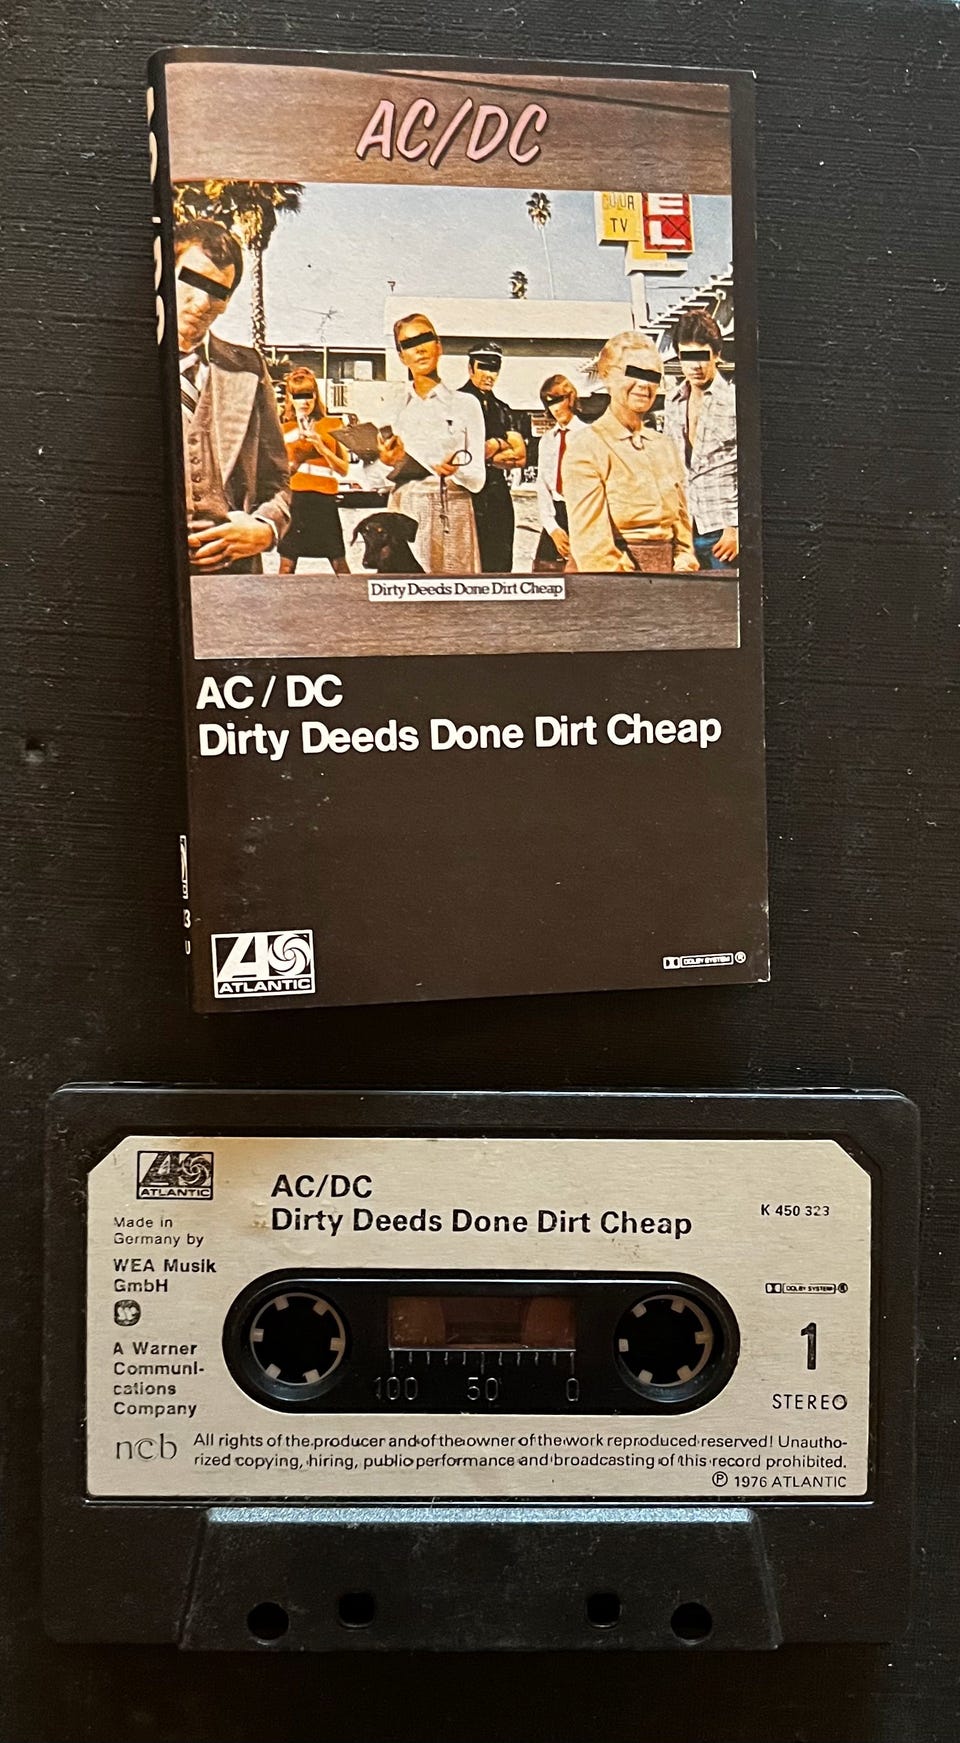 AC/DC
TV
EL
Dirty Deeds Done Dirt Cheap
AC / DC
Dirty Deeds Done Dirt Cheap
ATLANTIC
DOLBY SYSTEM ®
ATLANTIC
AC/DC
Dirty Deeds Done Dirt Cheap
K 450 323
Made in
Germany by
WEA Musik
GmbH
A Warner
Communi-
cations
Company
DOLBY SYSTEM ®
1
STEREO
100 50 0
ncb
All rights of the producer and of the owner of the work reproduced reserved! Unautho-
rized copying, hiring, public performance and broadcasting of this record prohibited.
℗ 1976 ATLANTIC